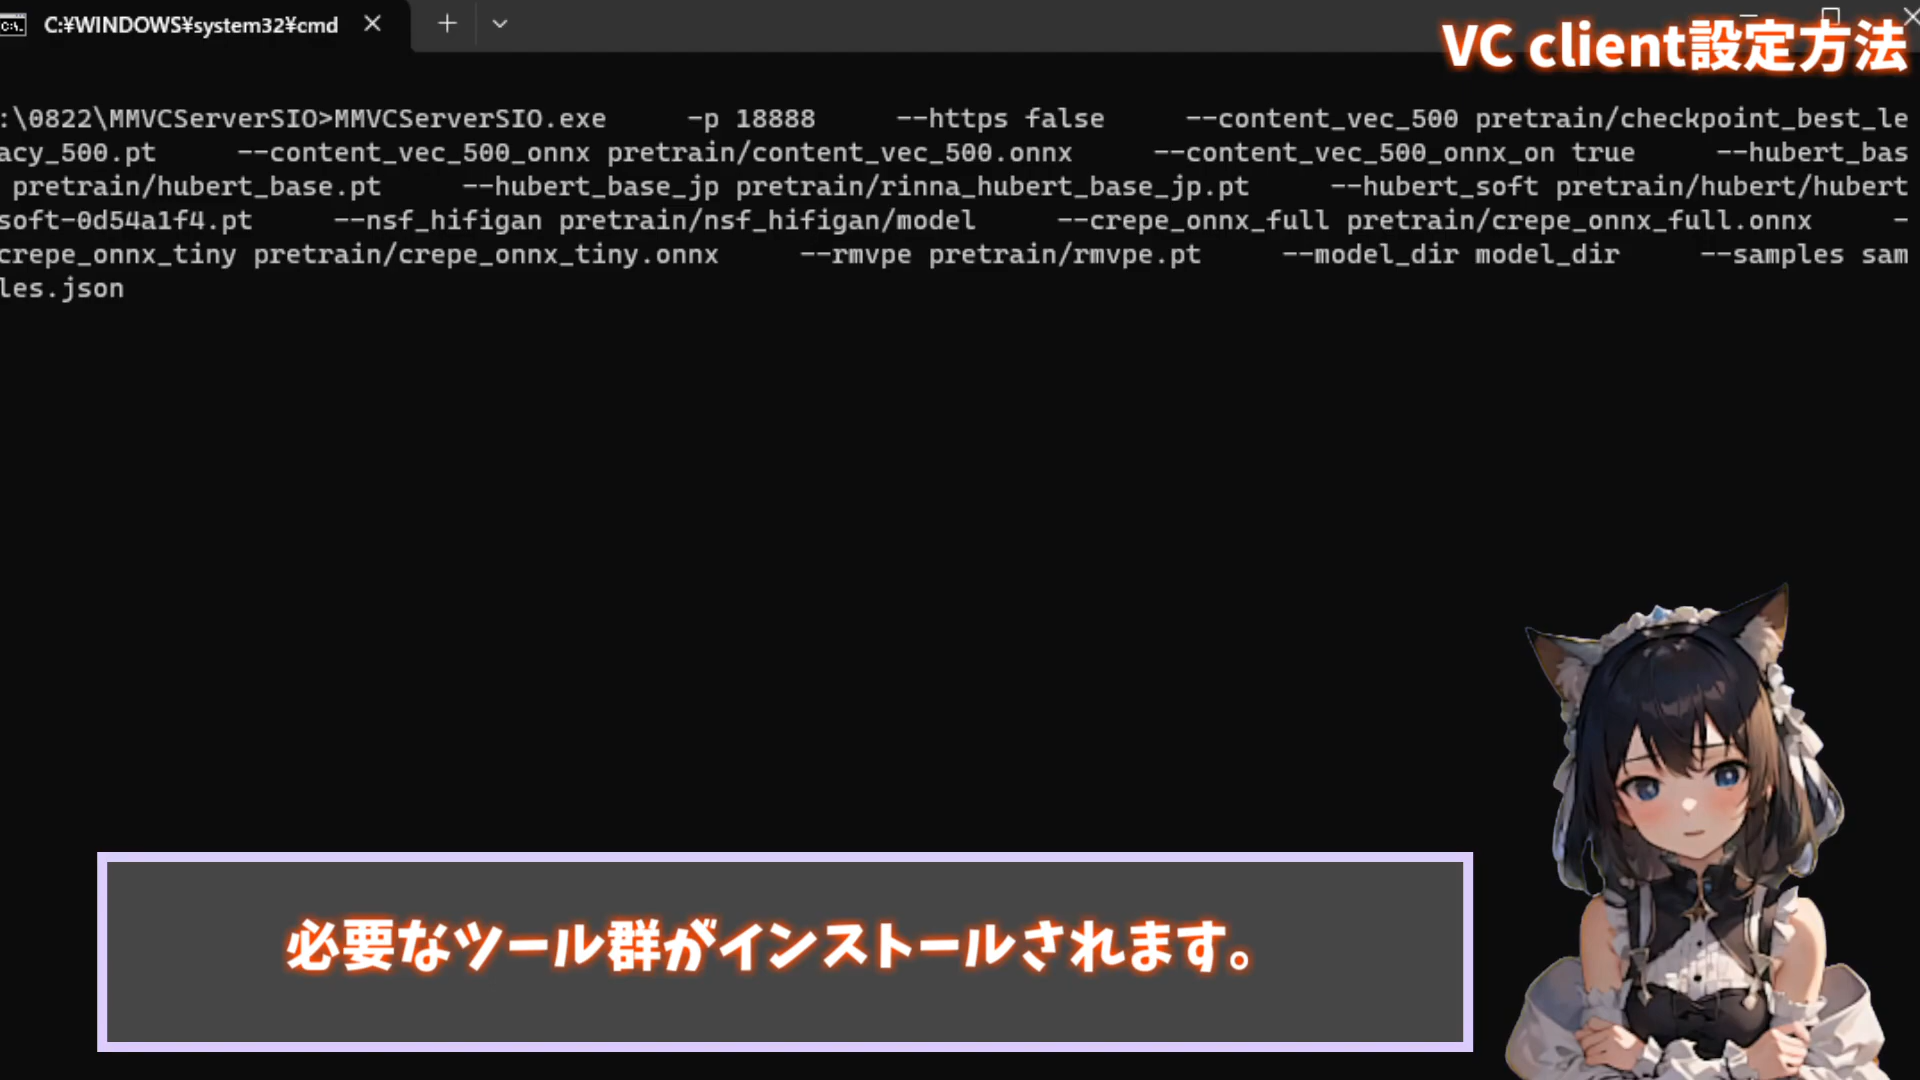 C:¥WINDOWS¥system32¥cmd
VC client設定方法
:\0822\MMVCServerSIO>MMVCServerSIO.exe -p 18888 --https false --content_vec_500 pretrain/checkpoint_best_le
acy_500.pt --content_vec_500_onnx pretrain/content_vec_500.onnx --content_vec_500_onnx_on true --hubert_bas
pretrain/hubert_base.pt --hubert_base_jp pretrain/rinna_hubert_base_jp.pt --hubert_soft pretrain/hubert/hubert
soft-0d54a1f4.pt --nsf_hifigan pretrain/nsf_hifigan/model --crepe_onnx_full pretrain/crepe_onnx_full.onnx -
crepe_onnx_tiny pretrain/crepe_onnx_tiny.onnx --rmvpe pretrain/rmvpe.pt --model_dir model_dir --samples sam
les.json
必要なツール群がインストールされます。